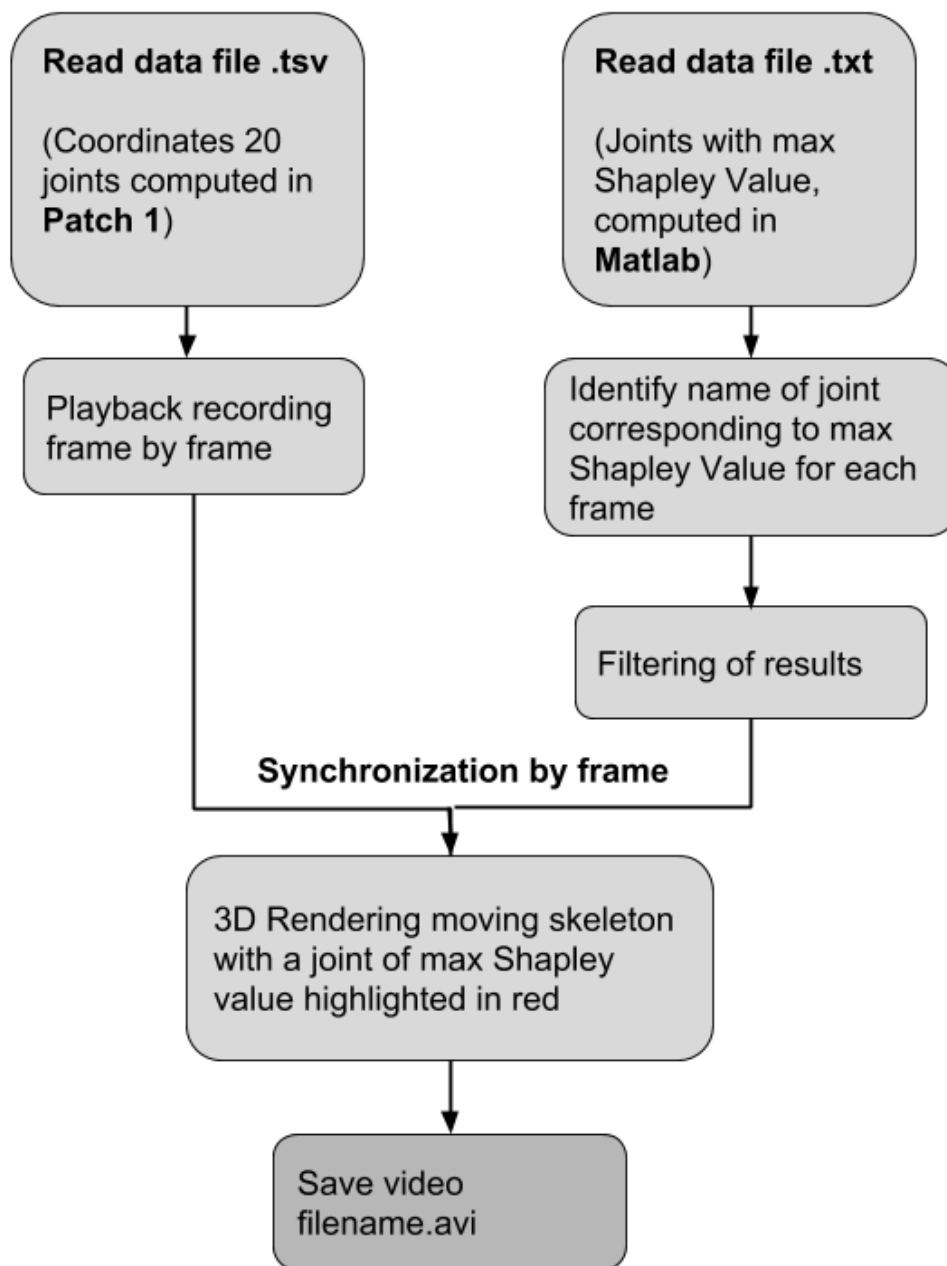 Read data file .tsv
(Coordinates 20
joints computed in
Patch 1)
Read data file .txt
(Joints with max
Shapley Value,
computed in
Matlab)
Playback recording
frame by frame
Identify name of joint
corresponding to max
Shapley Value for each
frame
Filtering of results
Synchronization by frame
3D Rendering moving skeleton
with a joint of max Shapley
value highlighted in red
Save video
filename.avi